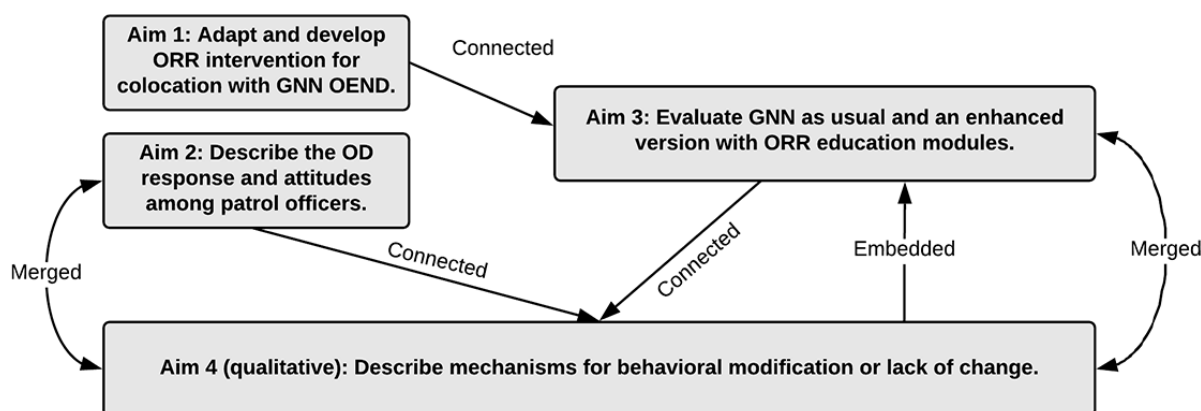 Aim 1: Adapt and develop
ORR intervention for
colocation with GNN OEND.
Connected
Aim 3: Evaluate GNN as usual and an enhanced
version with ORR education modules.
Aim 2: Describe the OD
response and attitudes
among patrol officers.
Merged
Connected
Connected
Embedded
Merged
Aim 4 (qualitative): Describe mechanisms for behavioral modification or lack of change.